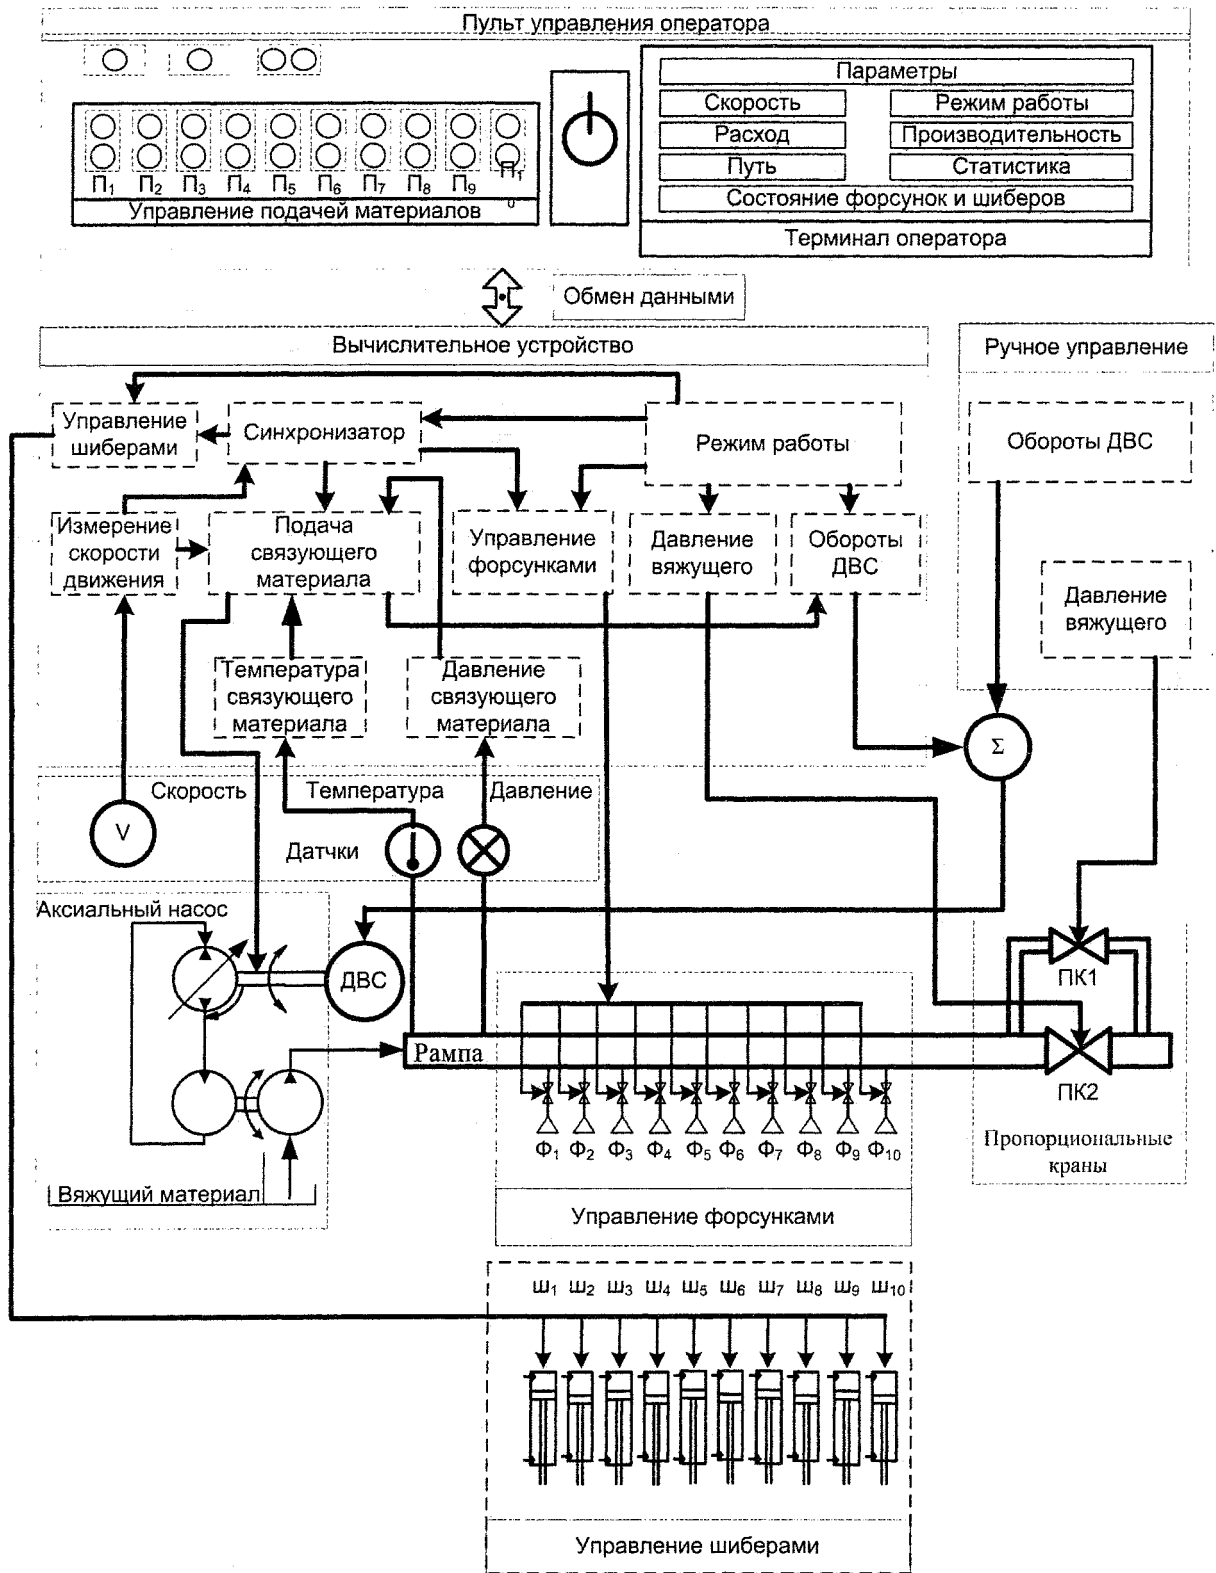 Пульт управления оператора
Параметры
Скорость
Режим работы
Расход
Производительность
Путь
Статистика
Состояние форсунок и шиберов
Терминал оператора
П1 П2 П3 П4 П5 П6 П7 П8 П9 П10
Управление подачей материалов
Обмен данными
Вычислительное устройство
Ручное управление
Управление
шиберами
Синхронизатор
Режим работы
Обороты ДВС
Измерение
скорости
движения
Подача
связующего
материала
Управление
форсунками
Давление
вяжущего
Обороты
ДВС
Давление
вяжущего
Температура
связующего
материала
Давление
связующего
материала
Σ
Скорость
Температура
Давление
V
Датчки
Аксиальный насос
ДВС
ПК1
Рампа
ПК2
Ф1 Ф2 Ф3 Ф4 Ф5 Ф6 Ф7 Ф8 Ф9 Ф10
Пропорциональные
краны
Вяжущий материал
Управление форсунками
Ш1 Ш2 Ш3 Ш4 Ш5 Ш6 Ш7 Ш8 Ш9 Ш10
Управление шиберами